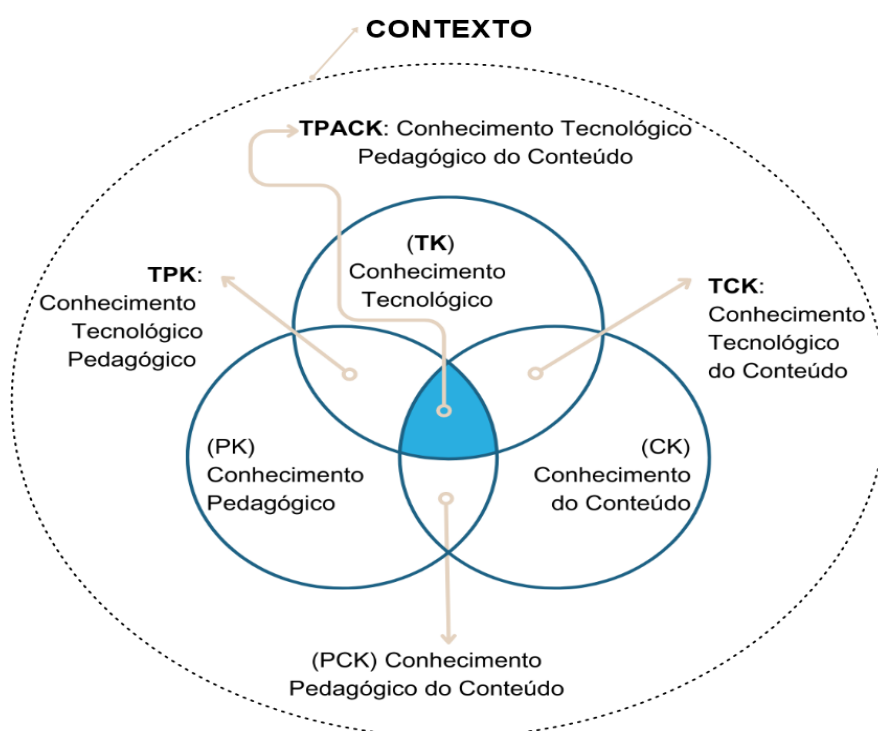 CONTEXTO
TPACK: Conhecimento Tecnológico
Pedagógico do Conteúdo
(TK)
Conhecimento
Tecnológico
TPK:
Conhecimento
Tecnológico
Pedagógico
TCK:
Conhecimento
Tecnológico
do Conteúdo
(PK)
Conhecimento
Pedagógico
(CK)
Conhecimento
do Conteúdo
(PCK) Conhecimento
Pedagógico do Conteúdo